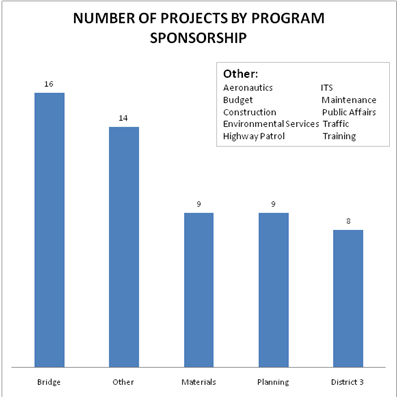 NUMBER OF PROJECTS BY PROGRAM
SPONSORSHIP
Other:
Aeronautics ITS
Budget Maintenance
Construction Public Affairs
Environmental Services Traffic
Highway Patrol Training
16
14
9
9
8
Bridge Other Materials Planning District 3